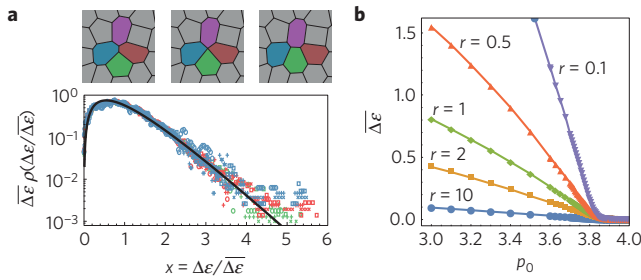 a
10⁰
10⁻¹
10⁻²
10⁻³
Δε ρ(Δε/Δε)
0 1 2 3 4 5 6
x = Δε/Δε
b
1.5
1.0
0.5
0.0
Δε
r = 0.5
r = 0.1
r = 1
r = 2
r = 10
3.0 3.2 3.4 3.6 3.8 4.0
p₀